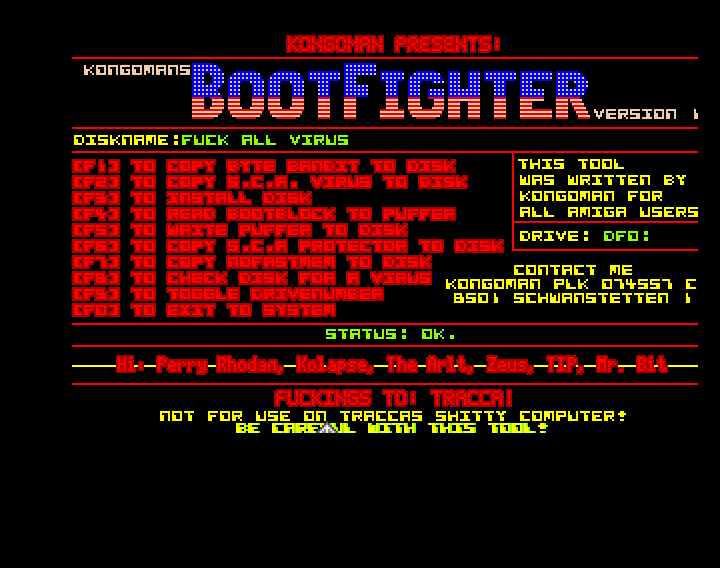 KONGOMAN PRESENTS:
KONGOMANS BOOTFIGHTER VERSION
DISKNAME:FUCK ALL VIRUS
[F1] TO COPY BYTE BANDIT TO DISK
[F2] TO COPY S.C.A. VIRUS TO DISK
[F3] TO INSTALL DISK
[F4] TO READ BOOTBLOCK TO PUFFER
[F5] TO WRITE PUFFER TO DISK
[F6] TO COPY S.C.A PROTECTOR TO DISK
[F7] TO COPY NOFASTMEM TO DISK
[F8] TO CHECK DISK FOR A VIRUS
[F9] TO TOGGLE DRIVENUMBER
[F0] TO EXIT TO SYSTEM
THIS TOOL
WAS WRITTEN BY
KONGOMAN FOR
ALL AMIGA USERS
DRIVE: DF0:
CONTACT ME
KONGOMAN PLK 074557 C
8501 SCHWANSTETTEN 1
STATUS: OK.
Hi: Perry Rhodan, Kolapse, The Arlt, Zeus, TTP, Mr. Bit
FUCKINGS TO: TRACCA!
NOT FOR USE ON TRACCAS SHITTY COMPUTER!
BE CAREFUL WITH THIS TOOL!